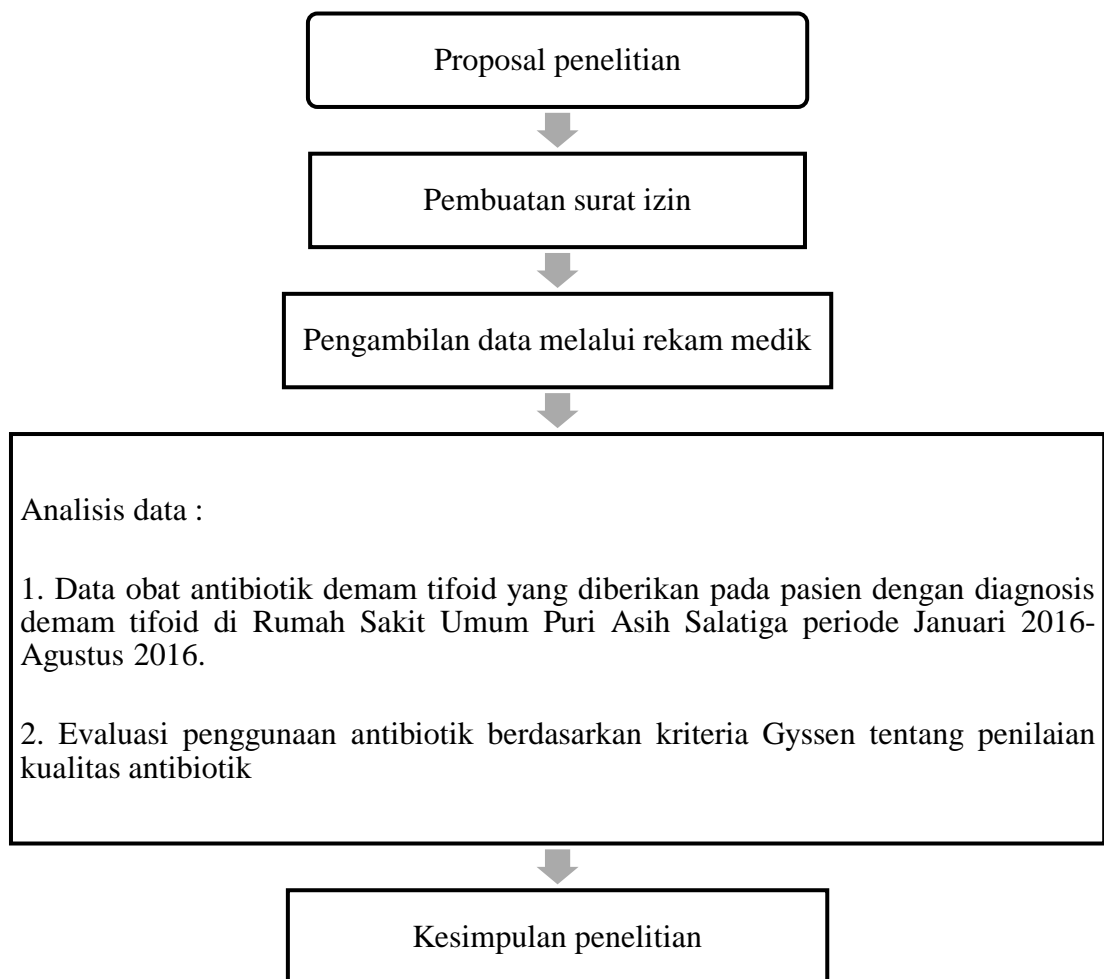 Proposal penelitian
Pembuatan surat izin
Pengambilan data melalui rekam medik
Analisis data :
1. Data obat antibiotik demam tifoid yang diberikan pada pasien dengan diagnosis
demam tifoid di Rumah Sakit Umum Puri Asih Salatiga periode Januari 2016-
Agustus 2016.
2. Evaluasi penggunaan antibiotik berdasarkan kriteria Gyssen tentang penilaian
kualitas antibiotik
Kesimpulan penelitian